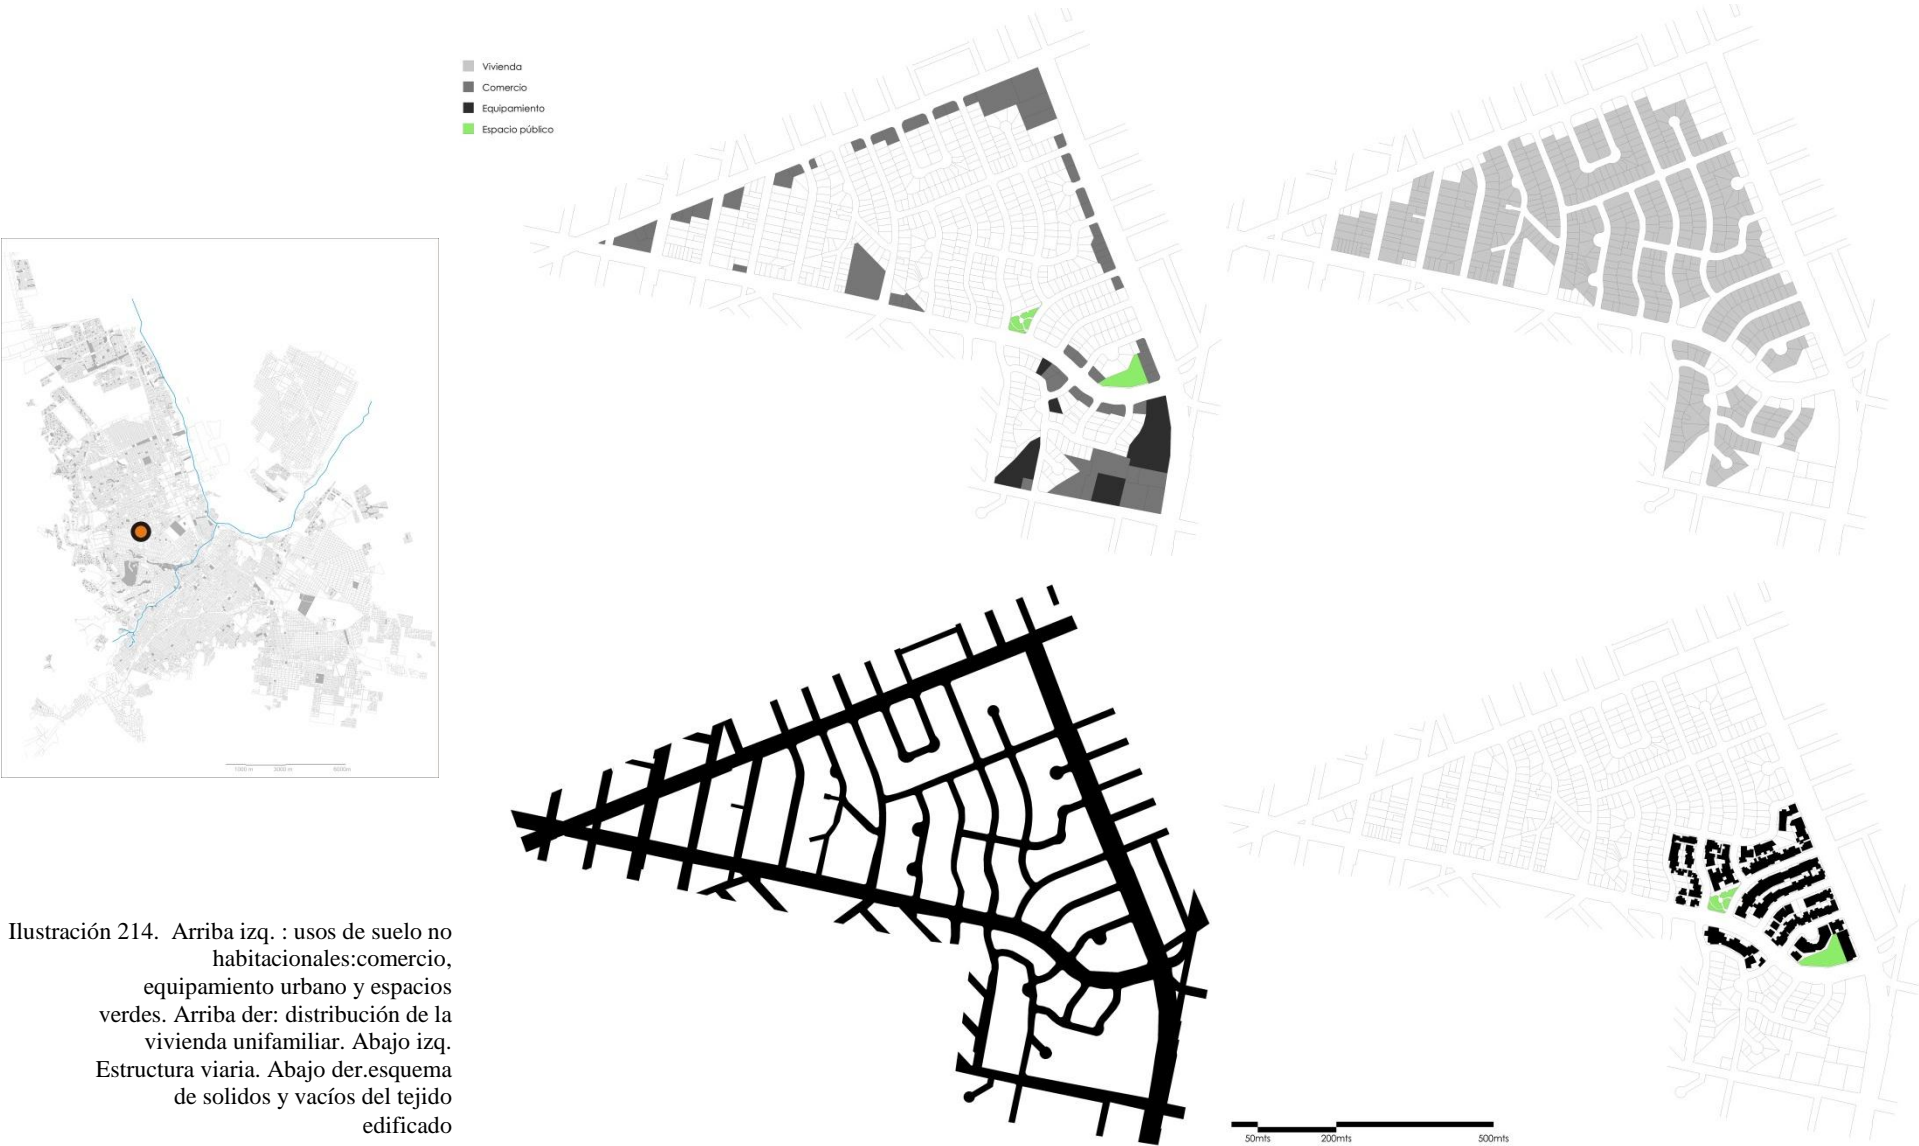 Vivienda
Comercio
Equipamiento
Espacio público
Ilustración 214.  Arriba izq. : usos de suelo no
habitacionales:comercio,
equipamiento urbano y espacios
verdes. Arriba der: distribución de la
vivienda unifamiliar. Abajo izq.
Estructura viaria. Abajo der.esquema
de solidos y vacíos del tejido
edificado
50mts 200mts 500mts